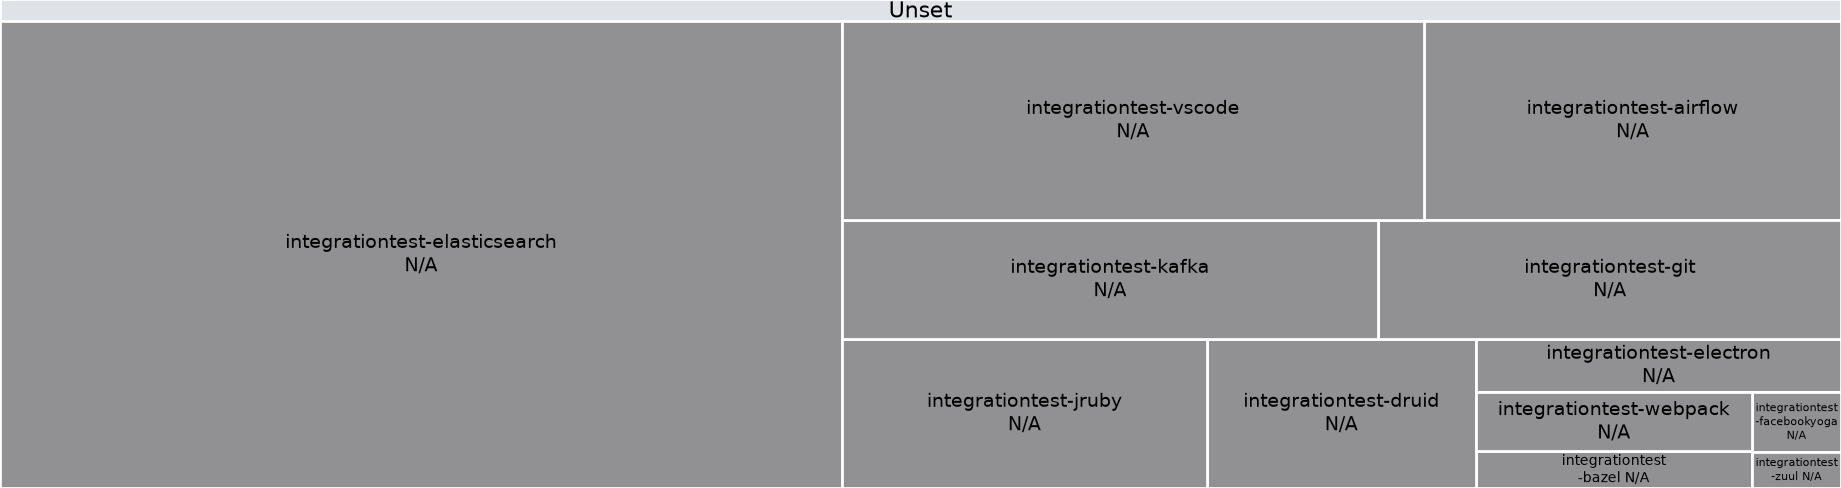 Unset
integrationtest-elasticsearch
N/A
integrationtest-vscode
N/A
integrationtest-airflow
N/A
integrationtest-kafka
N/A
integrationtest-git
N/A
integrationtest-jruby
N/A
integrationtest-druid
N/A
integrationtest-electron
N/A
integrationtest-webpack
N/A
integrationtest
-facebookyoga
N/A
integrationtest
-bazel N/A
integrationtest
-zuul N/A